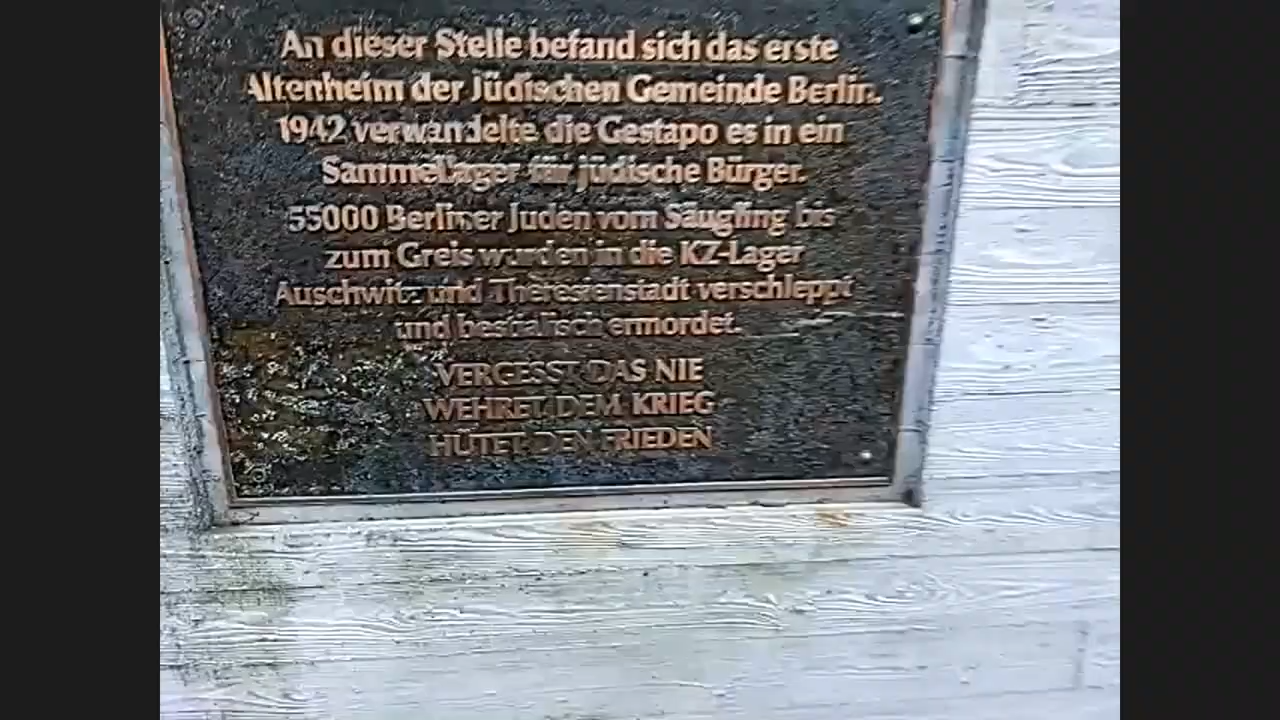 An dieser Stelle befand sich das erste
Altenheim der Jüdischen Gemeinde Berlin.
1942 verwandelte die Gestapo es in ein
Sammellager für jüdische Bürger.
55000 Berliner Juden vom Säugling bis
zum Greis wurden in die KZ-Lager
Auschwitz und Theresienstadt verschleppt
und bestialisch ermordet.
VERGESST DAS NIE
WEHRET DEM KRIEG
HÜTET DEN FRIEDEN